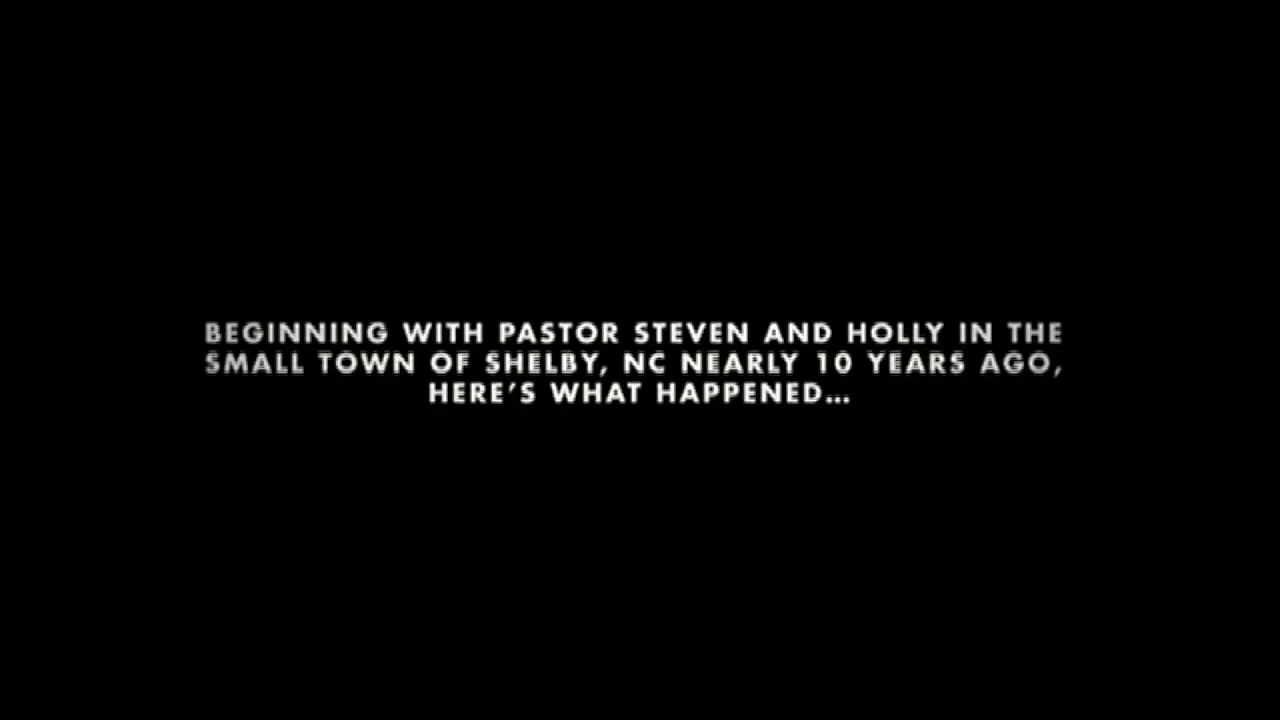 BEGINNING WITH PASTOR STEVEN AND HOLLY IN THE
SMALL TOWN OF SHELBY, NC NEARLY 10 YEARS AGO,
HERE'S WHAT HAPPENED...